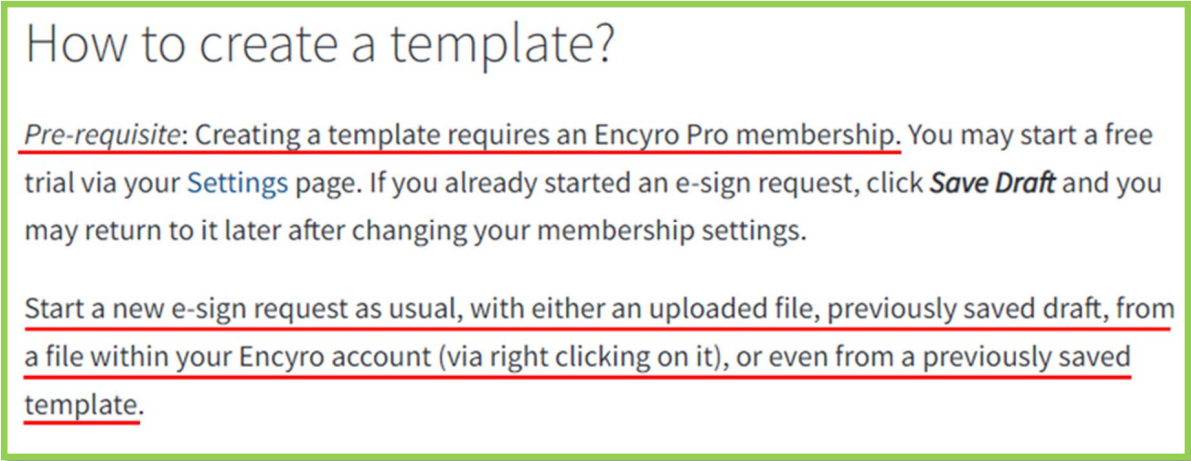 How to create a template?
Pre-requisite: Creating a template requires an Encyro Pro membership. You may start a free
trial via your Settings page. If you already started an e-sign request, click Save Draft and you
may return to it later after changing your membership settings.
Start a new e-sign request as usual, with either an uploaded file, previously saved draft, from
a file within your Encyro account (via right clicking on it), or even from a previously saved
template.